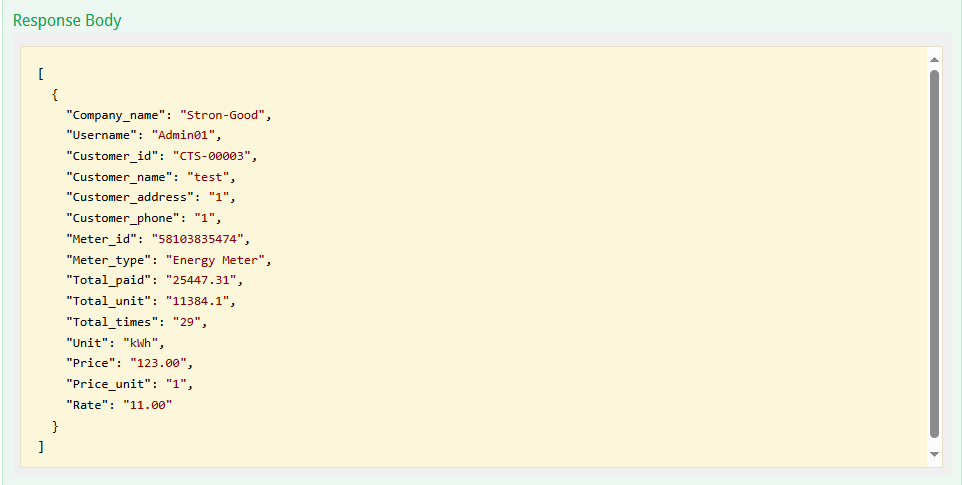 Response Body
[
{
"Company_name": "Stron-Good",
"Username": "Admin01",
"Customer_id": "CTS-00003",
"Customer_name": "test",
"Customer_address": "1",
"Customer_phone": "1",
"Meter_id": "58103835474",
"Meter_type": "Energy Meter",
"Total_paid": "25447.31",
"Total_unit": "11384.1",
"Total_times": "29",
"Unit": "kWh",
"Price": "123.00",
"Price_unit": "1",
"Rate": "11.00"
}
]